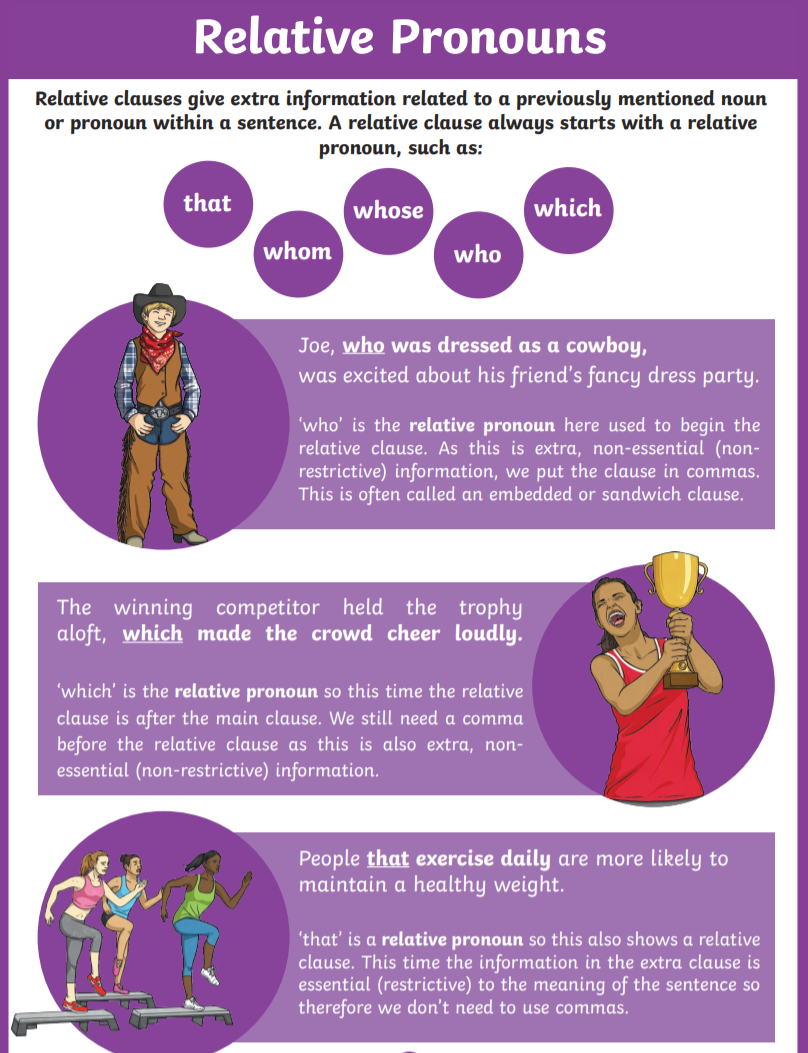 Relative Pronouns
Relative clauses give extra information related to a previously mentioned noun
or pronoun within a sentence. A relative clause always starts with a relative
pronoun, such as:
that
whom
whose
who
which
Joe, who was dressed as a cowboy,
was excited about his friend's fancy dress party.
'who' is the relative pronoun here used to begin the
relative clause. As this is extra, non-essential (non-
restrictive) information, we put the clause in commas.
This is often called an embedded or sandwich clause.
The winning competitor held the trophy
aloft, which made the crowd cheer loudly.
'which' is the relative pronoun so this time the relative
clause is after the main clause. We still need a comma
before the relative clause as this is also extra, non-
essential (non-restrictive) information.
People that exercise daily are more likely to
maintain a healthy weight.
'that' is a relative pronoun so this also shows a relative
clause. This time the information in the extra clause is
essential (restrictive) to the meaning of the sentence so
therefore we don't need to use commas.